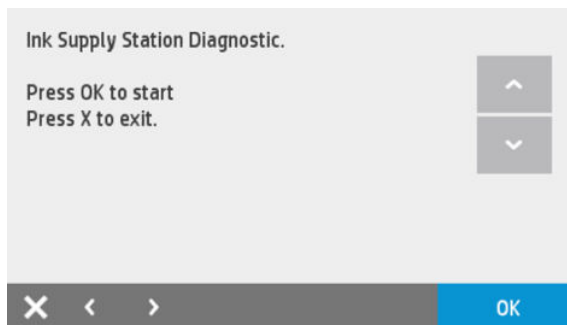 Ink Supply Station Diagnostic.
Press OK to start
Press X to exit.
OK